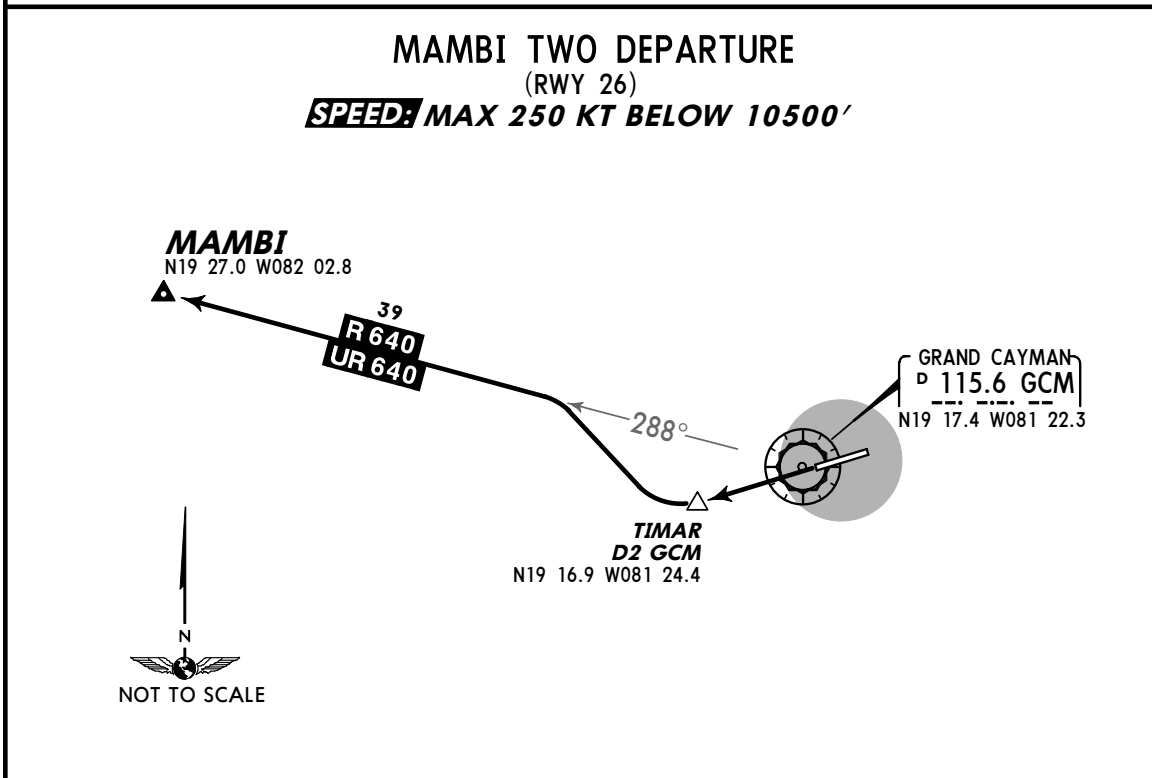 MAMBI TWO DEPARTURE
(RWY 26)
SPEED: MAX 250 KT BELOW 10500'
MAMBI
N19 27.0 W082 02.8
39
R 640
UR 640
288°
GRAND CAYMAN
D 115.6 GCM
N19 17.4 W081 22.3
TIMAR
D2 GCM
N19 16.9 W081 24.4
N
NOT TO SCALE